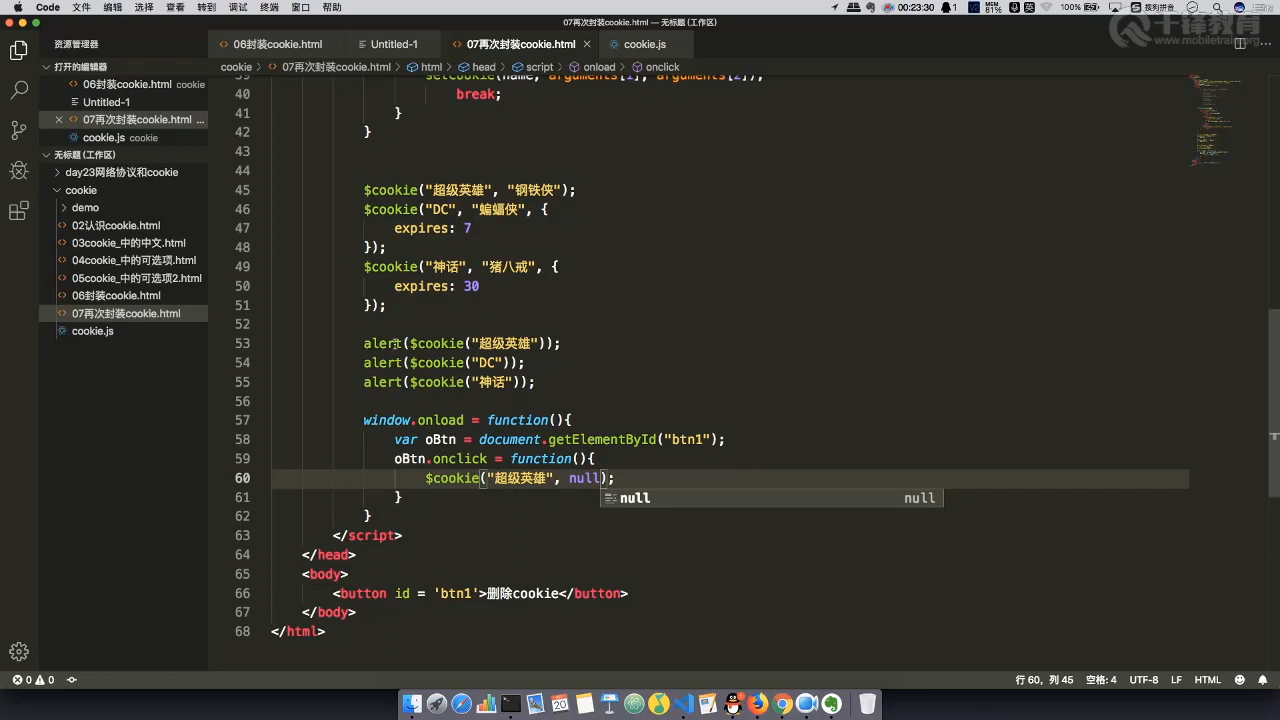 Code 文件 编辑 选择 查看 转到 调试 终端 窗口 帮助 00:23:30 1 100% 搜狗拼音
07再次封装cookie.html — 无标题 (工作区)
千锋教育
www.mobiletrain.org
资源管理器
06封装cookie.html Untitled-1 07再次封装cookie.html cookie.js
cookie 07再次封装cookie.html html head script onload onclick
打开的编辑器
06封装cookie.html cookie
Untitled-1
07再次封装cookie.html ...
cookie.js cookie
无标题 (工作区)
day23网络协议和cookie
cookie
demo
02认识cookie.html
03cookie_中的中文.html
04cookie_中的可选项.html
05cookie_中的可选项2.html
06封装cookie.html
07再次封装cookie.html
cookie.js
39 setCookie(name, arguments[1], arguments[2]);
40 break;
41 }
42 }
43
44
45 $cookie("超级英雄", "钢铁侠");
46 $cookie("DC", "蝙蝠侠", {
47 expires: 7
48 });
49 $cookie("神话", "猪八戒", {
50 expires: 30
51 });
52
53 alert($cookie("超级英雄"));
54 alert($cookie("DC"));
55 alert($cookie("神话"));
56
57 window.onload = function(){
58 var oBtn = document.getElementById("btn1");
59 oBtn.onclick = function(){
60 $cookie("超级英雄", null);
null null
61 }
62 }
63 </script>
64 </head>
65 <body>
66 <button id = 'btn1'>删除cookie</button>
67 </body>
68 </html>
0 0 行 60, 列 45 空格: 4 UTF-8 LF HTML